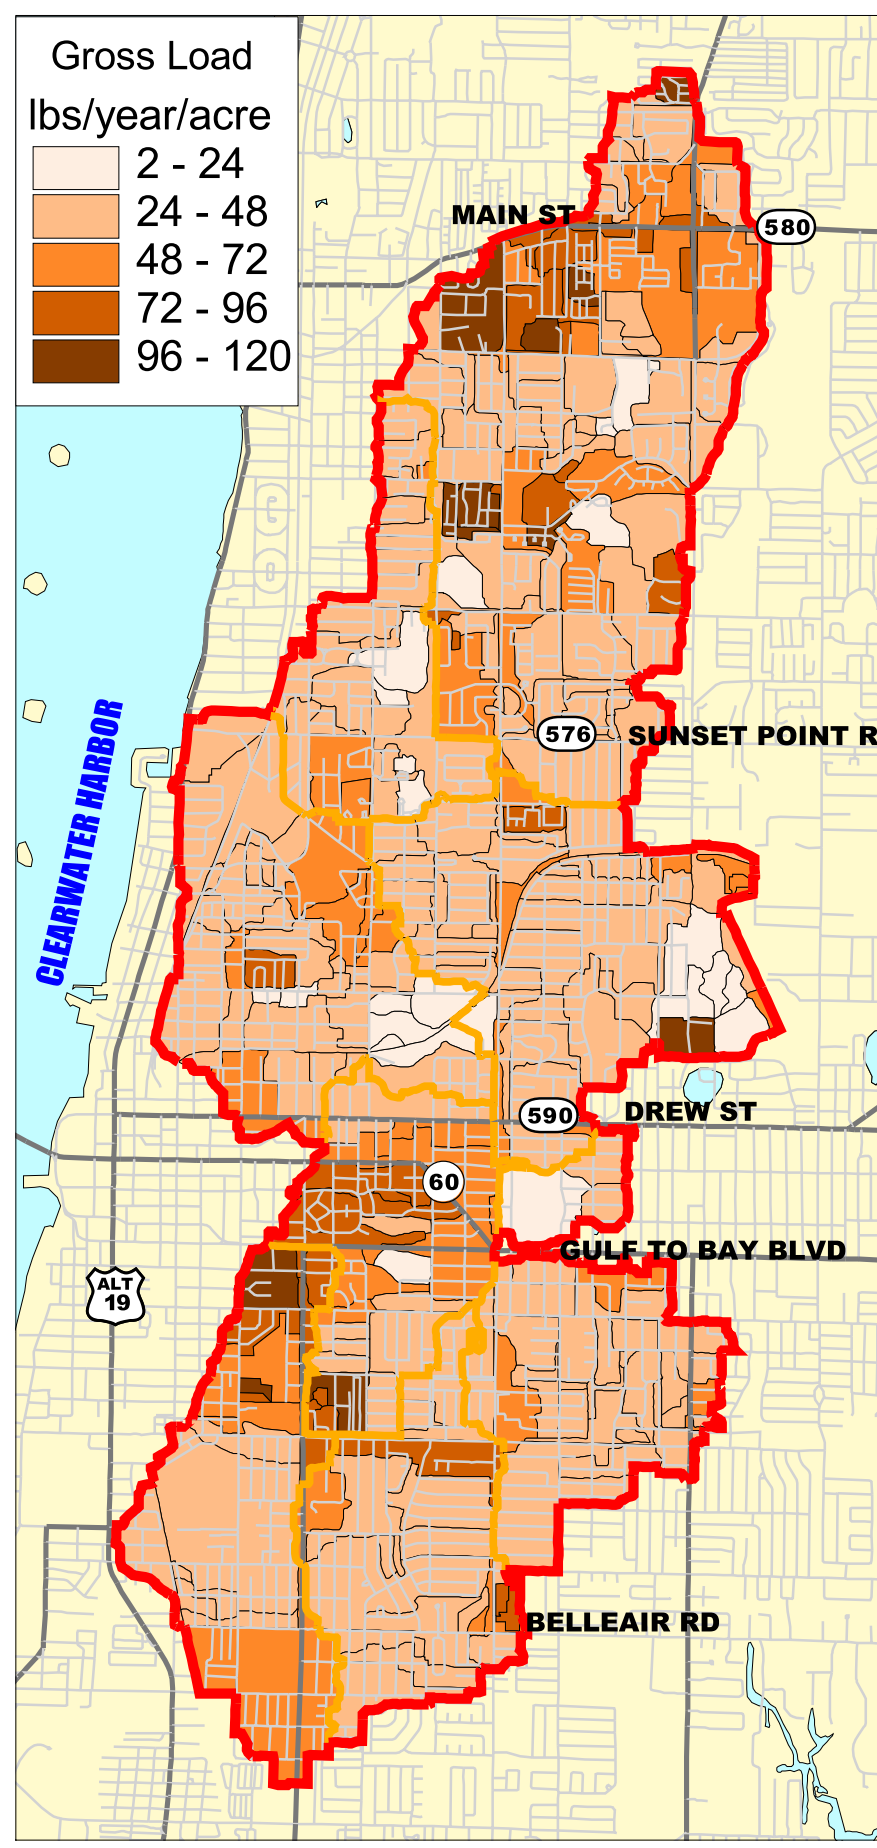 Gross Load
lbs/year/acre
2 - 24
24 - 48
48 - 72
72 - 96
96 - 120
MAIN ST
580
576
SUNSET POINT R
CLEARWATER HARBOR
590
DREW ST
60
GULF TO BAY BLVD
ALT
19
BELLEAIR RD